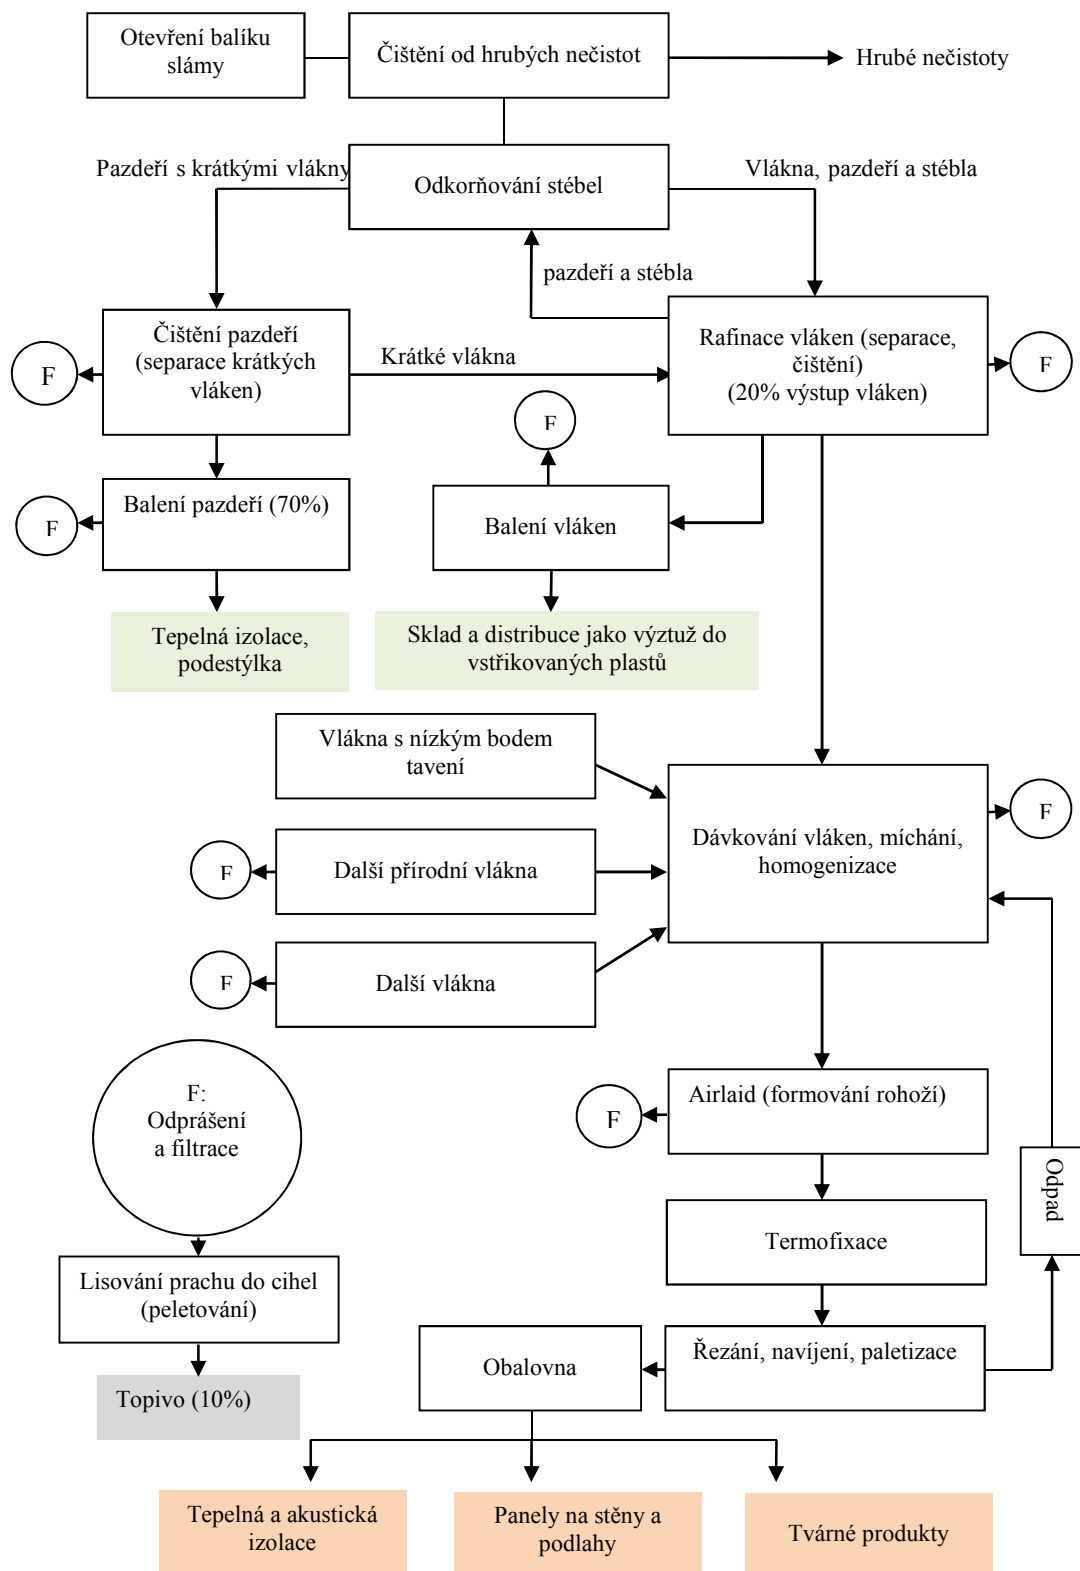 Otevření balíku
slámy
Čištění od hrubých nečistot
Hrubé nečistoty
Pazdeří s krátkými vlákny
Odkorňování stébel
Vlákna, pazdeří a stébla
pazdeří a stébla
Čištění pazdeří
(separace krátkých
vláken)
F
Krátké vlákna
Rafinace vláken (separace,
čištění)
(20% výstup vláken)
F
F
Balení pazdeří (70%)
F
Balení vláken
Tepelná izolace,
podestýlka
Sklad a distribuce jako výztuž do
vstřikovaných plastů
Vlákna s nízkým bodem
tavení
Dávkování vláken, míchání,
homogenizace
F
F
Další přírodní vlákna
F
Další vlákna
F:
Odprášení
a filtrace
F
Airlaid (formování rohoží)
Odpad
Termofixace
Lisování prachu do cihel
(peletování)
Obalovna
Řezání, navíjení, paletizace
Topivo (10%)
Tepelná a akustická
izolace
Panely na stěny a
podlahy
Tvárné produkty